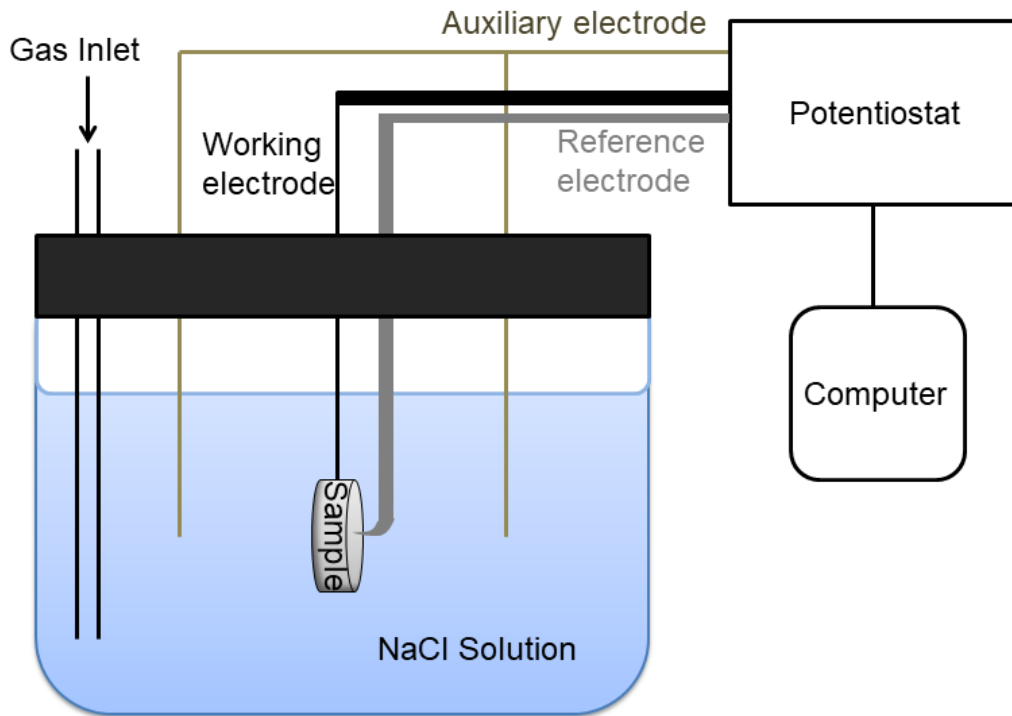 Auxiliary electrode
Gas Inlet
Potentiostat
Working
electrode
Reference
electrode
Computer
Sample
NaCl Solution